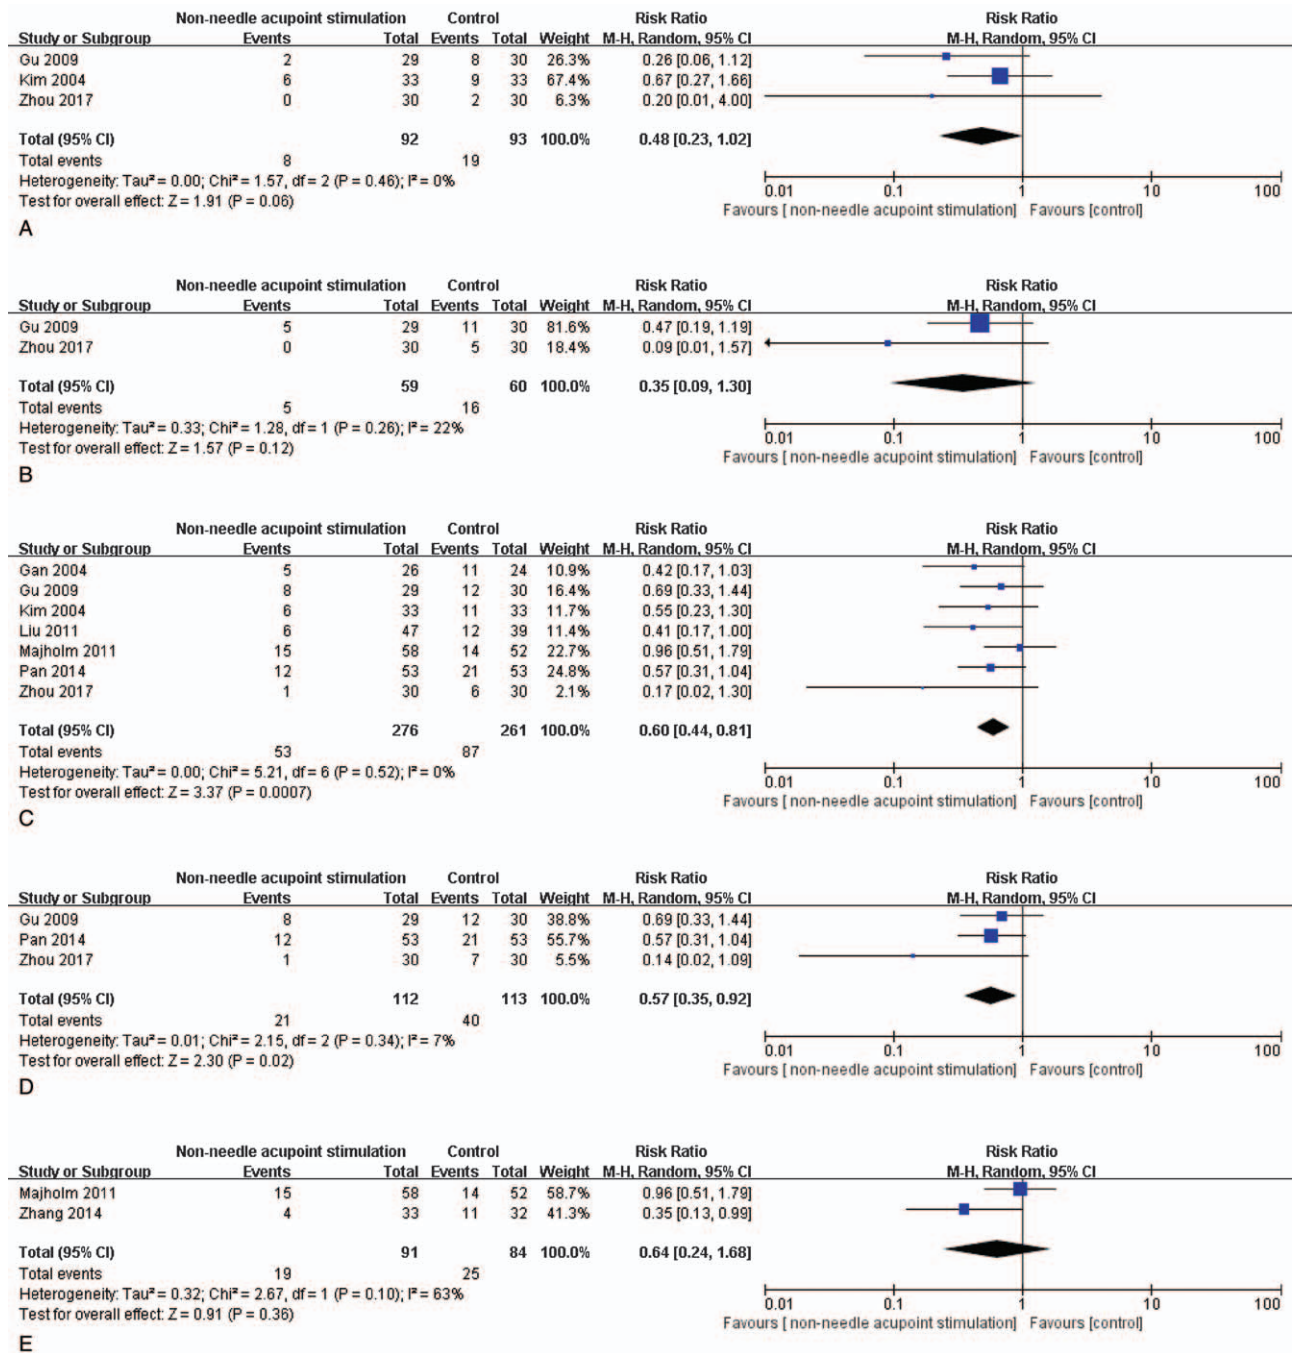 Non-needle acupoint stimulation Control Risk Ratio Risk Ratio
Study or Subgroup Events Total Events Total Weight M-H, Random, 95% CI M-H, Random, 95% CI
Gu 2009 2 29 8 30 26.3% 0.26 [0.06, 1.12]
Kim 2004 6 33 9 33 67.4% 0.67 [0.27, 1.66]
Zhou 2017 0 30 2 30 6.3% 0.20 [0.01, 4.00]
Total (95% CI) 92 93 100.0% 0.48 [0.23, 1.02]
Total events 8 19
Heterogeneity: Tau² = 0.00; Chi² = 1.57, df = 2 (P = 0.46); I² = 0%
Test for overall effect: Z = 1.91 (P = 0.06)
0.01 0.1 1 10 100
Favours [ non-needle acupoint stimulation] Favours [control]
A
Non-needle acupoint stimulation Control Risk Ratio Risk Ratio
Study or Subgroup Events Total Events Total Weight M-H, Random, 95% CI M-H, Random, 95% CI
Gu 2009 5 29 11 30 81.6% 0.47 [0.19, 1.19]
Zhou 2017 0 30 5 30 18.4% 0.09 [0.01, 1.57]
Total (95% CI) 59 60 100.0% 0.35 [0.09, 1.30]
Total events 5 16
Heterogeneity: Tau² = 0.33; Chi² = 1.28, df = 1 (P = 0.26); I² = 22%
Test for overall effect: Z = 1.57 (P = 0.12)
0.01 0.1 1 10 100
Favours [ non-needle acupoint stimulation] Favours [control]
B
Non-needle acupoint stimulation Control Risk Ratio Risk Ratio
Study or Subgroup Events Total Events Total Weight M-H, Random, 95% CI M-H, Random, 95% CI
Gan 2004 5 26 11 24 10.9% 0.42 [0.17, 1.03]
Gu 2009 8 29 12 30 16.4% 0.69 [0.33, 1.44]
Kim 2004 6 33 11 33 11.7% 0.55 [0.23, 1.30]
Liu 2011 6 47 12 39 11.4% 0.41 [0.17, 1.00]
Majholm 2011 15 58 14 52 22.7% 0.96 [0.51, 1.79]
Pan 2014 12 53 21 53 24.8% 0.57 [0.31, 1.04]
Zhou 2017 1 30 6 30 2.1% 0.17 [0.02, 1.30]
Total (95% CI) 276 261 100.0% 0.60 [0.44, 0.81]
Total events 53 87
Heterogeneity: Tau² = 0.00; Chi² = 5.21, df = 6 (P = 0.52); I² = 0%
Test for overall effect: Z = 3.37 (P = 0.0007)
0.01 0.1 1 10 100
Favours [ non-needle acupoint stimulation] Favours [control]
C
Non-needle acupoint stimulation Control Risk Ratio Risk Ratio
Study or Subgroup Events Total Events Total Weight M-H, Random, 95% CI M-H, Random, 95% CI
Gu 2009 8 29 12 30 38.8% 0.69 [0.33, 1.44]
Pan 2014 12 53 21 53 55.7% 0.57 [0.31, 1.04]
Zhou 2017 1 30 7 30 5.5% 0.14 [0.02, 1.09]
Total (95% CI) 112 113 100.0% 0.57 [0.35, 0.92]
Total events 21 40
Heterogeneity: Tau² = 0.01; Chi² = 2.15, df = 2 (P = 0.34); I² = 7%
Test for overall effect: Z = 2.30 (P = 0.02)
0.01 0.1 1 10 100
Favours [ non-needle acupoint stimulation] Favours [control]
D
Non-needle acupoint stimulation Control Risk Ratio Risk Ratio
Study or Subgroup Events Total Events Total Weight M-H, Random, 95% CI M-H, Random, 95% CI
Majholm 2011 15 58 14 52 58.7% 0.96 [0.51, 1.79]
Zhang 2014 4 33 11 32 41.3% 0.35 [0.13, 0.99]
Total (95% CI) 91 84 100.0% 0.64 [0.24, 1.68]
Total events 19 25
Heterogeneity: Tau² = 0.32; Chi² = 2.67, df = 1 (P = 0.10); I² = 63%
Test for overall effect: Z = 0.91 (P = 0.36)
0.01 0.1 1 10 100
Favours [ non-needle acupoint stimulation] Favours [control]
E